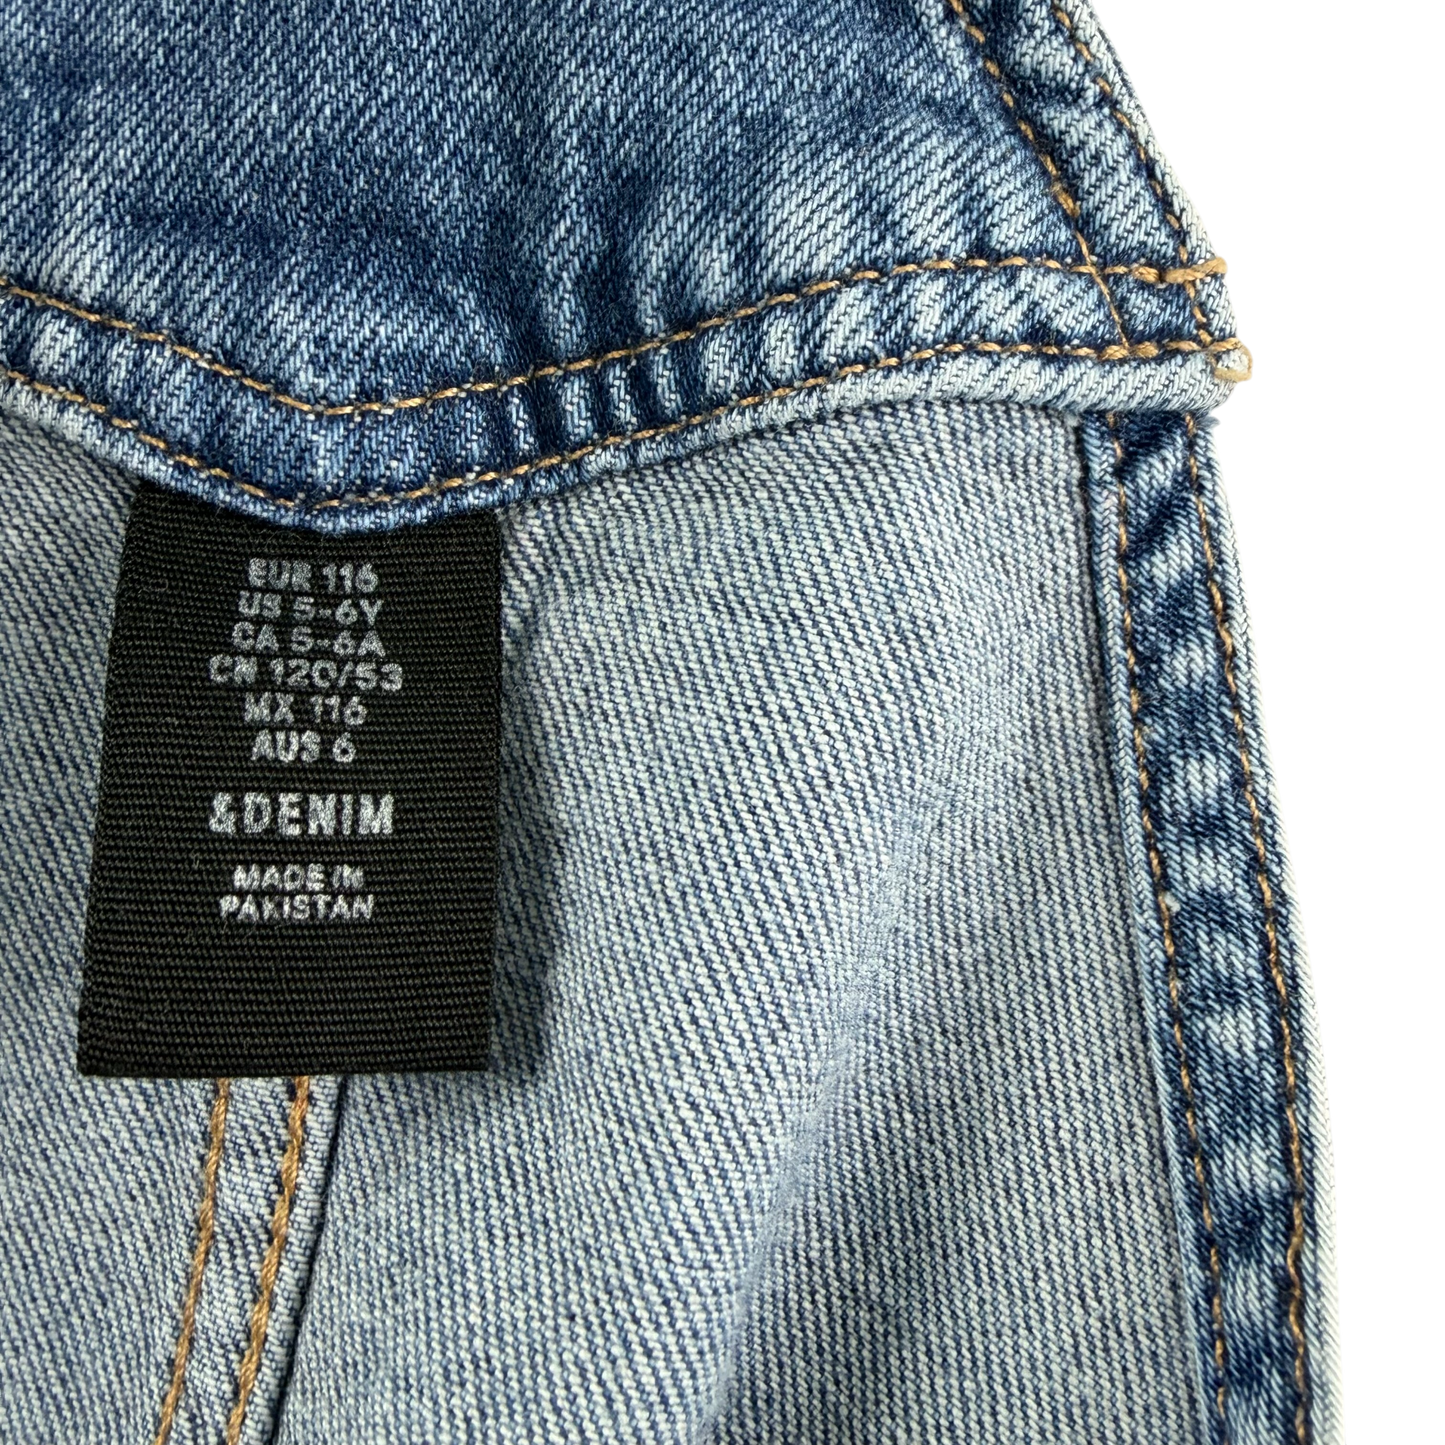 EUR 116
US 5-6Y
CA 5-6A
CN 120/53
MX 116
AUS 6
&DENIM
MADE IN
PAKISTAN